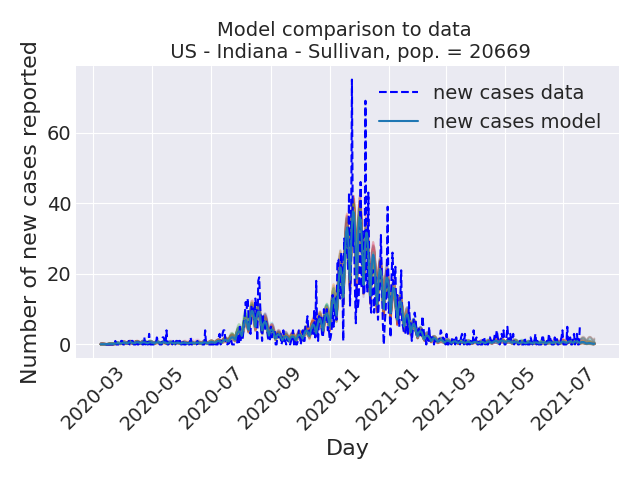 Model comparison to data
US - Indiana - Sullivan, pop. = 20669
Number of new cases reported
60
40
20
0
new cases data
new cases model
2020-03
2020-05
2020-07
2020-09
2020-11
2021-01
2021-03
2021-05
2021-07
Day